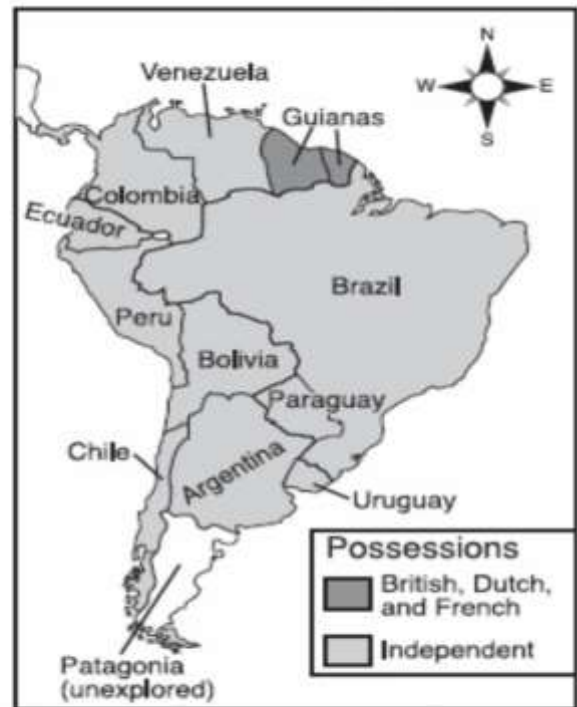 N
W E
S
Venezuela
Guianas
Colombia
Ecuador
Brazil
Peru
Bolivia
Paraguay
Chile
Argentina
Uruguay
Possessions
British, Dutch,
and French
Independent
Patagonia
(unexplored)